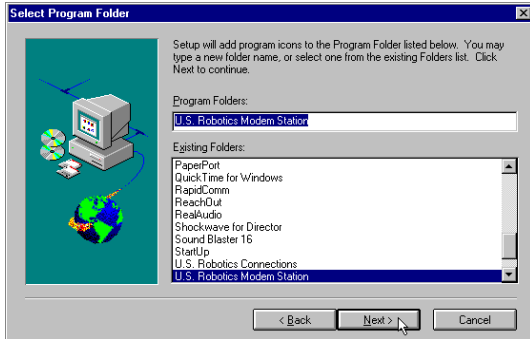 Select Program Folder
Setup will add program icons to the Program Folder listed below. You may
type a new folder name, or select one from the existing Folders list. Click
Next to continue.
Program Folders:
U.S. Robotics Modem Station
Existing Folders:
PaperPort
QuickTime for Windows
RapidComm
ReachOut
RealAudio
Shockwave for Director
Sound Blaster 16
StartUp
U.S. Robotics Connections
U.S. Robotics Modem Station
< Back
Next >
Cancel